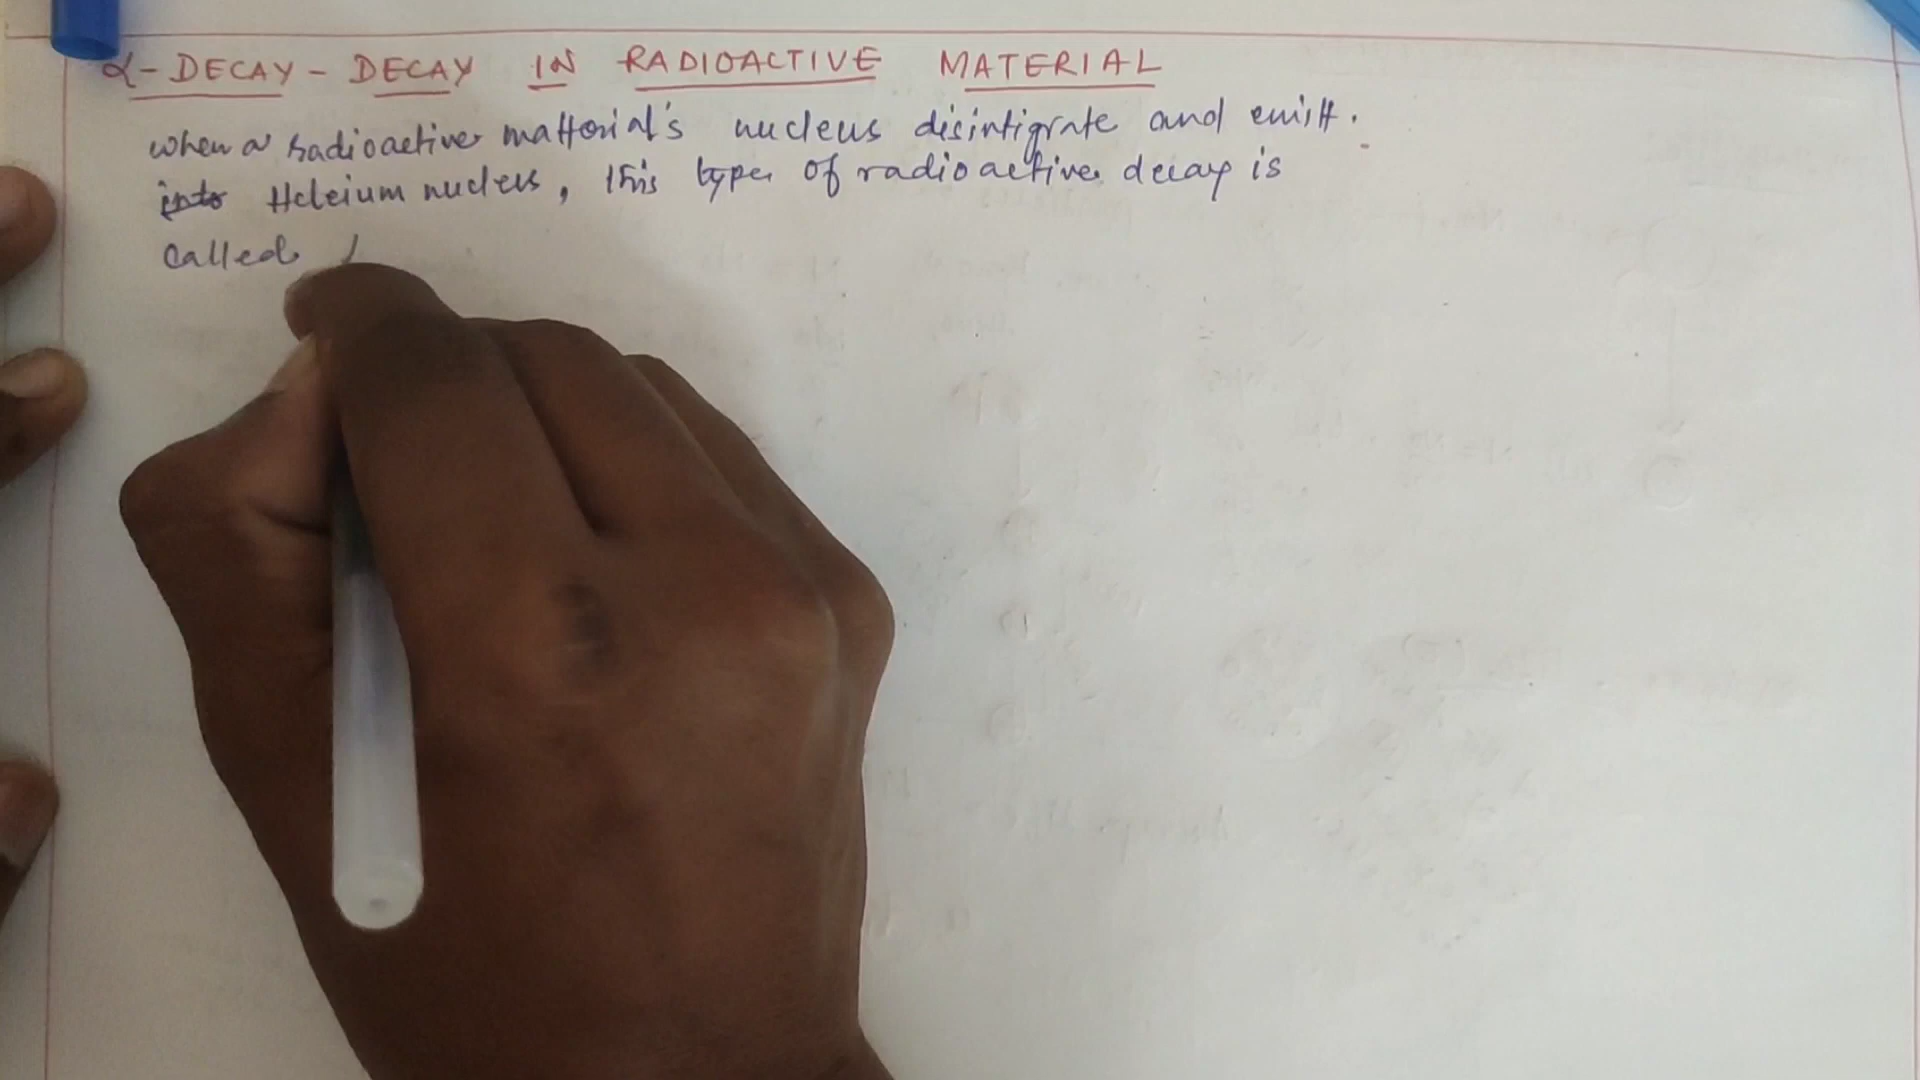 α-DECAY - DECAY IN RADIOACTIVE MATERIAL
when a radioactive matterial's nucleus disintigrate and emitt.
into Heleium nucleus, this type of radioactive decay is
called